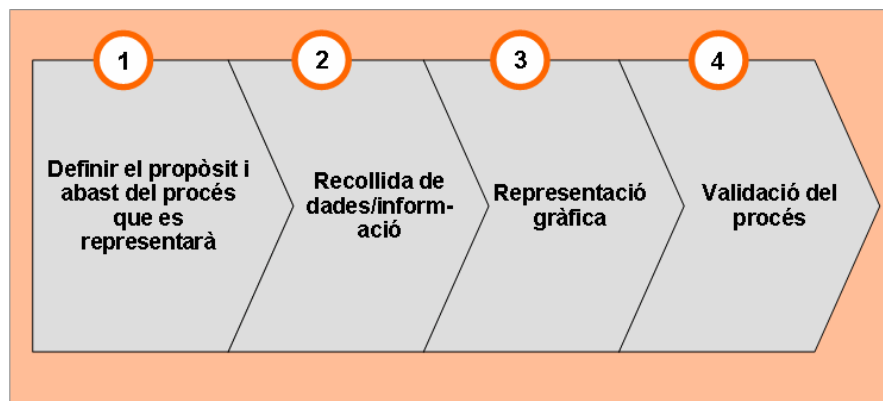 1
Definir el propòsit i
abast del procés
que es
representarà
2
Recollida de
dades/inform-
ació
3
Representació
gràfica
4
Validació del
procés